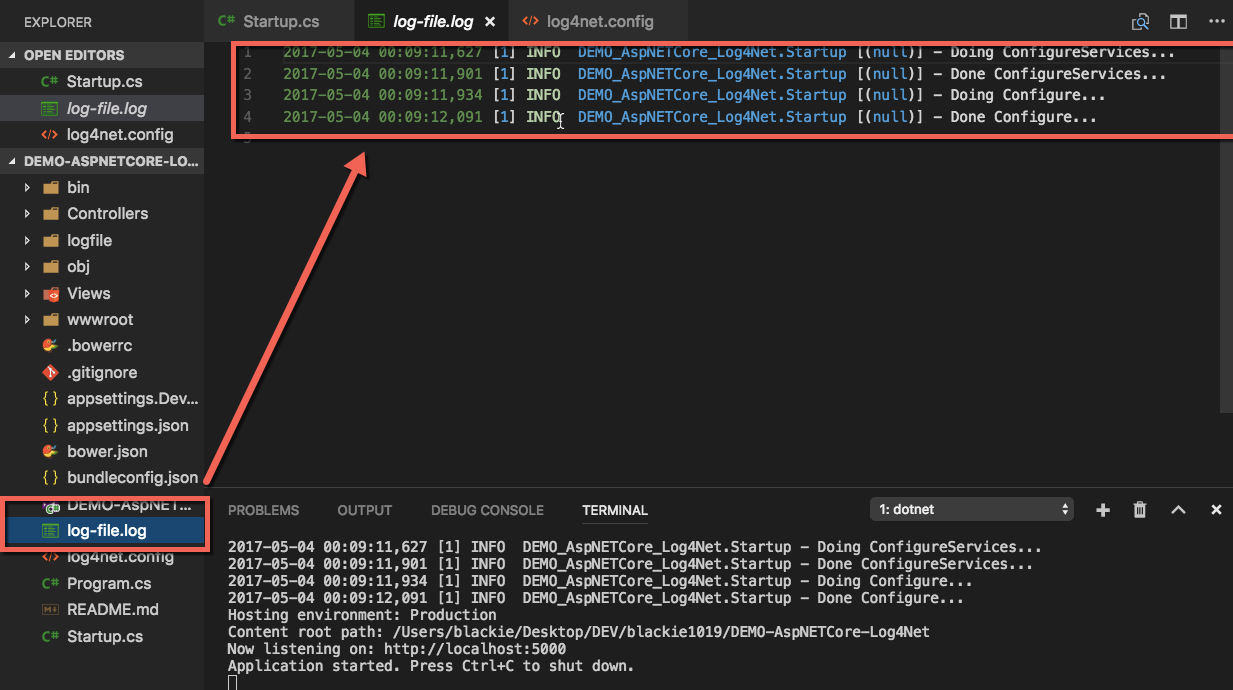 EXPLORER
OPEN EDITORS
C# Startup.cs
log-file.log
<> log4net.config
DEMO-ASPNETCORE-LO...
bin
Controllers
logfile
obj
Views
wwwroot
.bowerrc
.gitignore
{ } appsettings.Dev...
{ } appsettings.json
bower.json
{ } bundleconfig.json
DEMO-AspNET...
log-file.log
<> log4net.config
C# Program.cs
M↓ README.md
C# Startup.cs
C# Startup.cs log-file.log × <> log4net.config ...
1 2017-05-04 00:09:11,627 [1] INFO DEMO_AspNETCore_Log4Net.Startup [(null)] - Doing ConfigureServices...
2 2017-05-04 00:09:11,901 [1] INFO DEMO_AspNETCore_Log4Net.Startup [(null)] - Done ConfigureServices...
3 2017-05-04 00:09:11,934 [1] INFO DEMO_AspNETCore_Log4Net.Startup [(null)] - Doing Configure...
4 2017-05-04 00:09:12,091 [1] INFO DEMO_AspNETCore_Log4Net.Startup [(null)] - Done Configure...
5
PROBLEMS OUTPUT DEBUG CONSOLE TERMINAL 1: dotnet
2017-05-04 00:09:11,627 [1] INFO DEMO_AspNETCore_Log4Net.Startup - Doing ConfigureServices...
2017-05-04 00:09:11,901 [1] INFO DEMO_AspNETCore_Log4Net.Startup - Done ConfigureServices...
2017-05-04 00:09:11,934 [1] INFO DEMO_AspNETCore_Log4Net.Startup - Doing Configure...
2017-05-04 00:09:12,091 [1] INFO DEMO_AspNETCore_Log4Net.Startup - Done Configure...
Hosting environment: Production
Content root path: /Users/blackie/Desktop/DEV/blackie1019/DEMO-AspNETCore-Log4Net
Now listening on: http://localhost:5000
Application started. Press Ctrl+C to shut down.